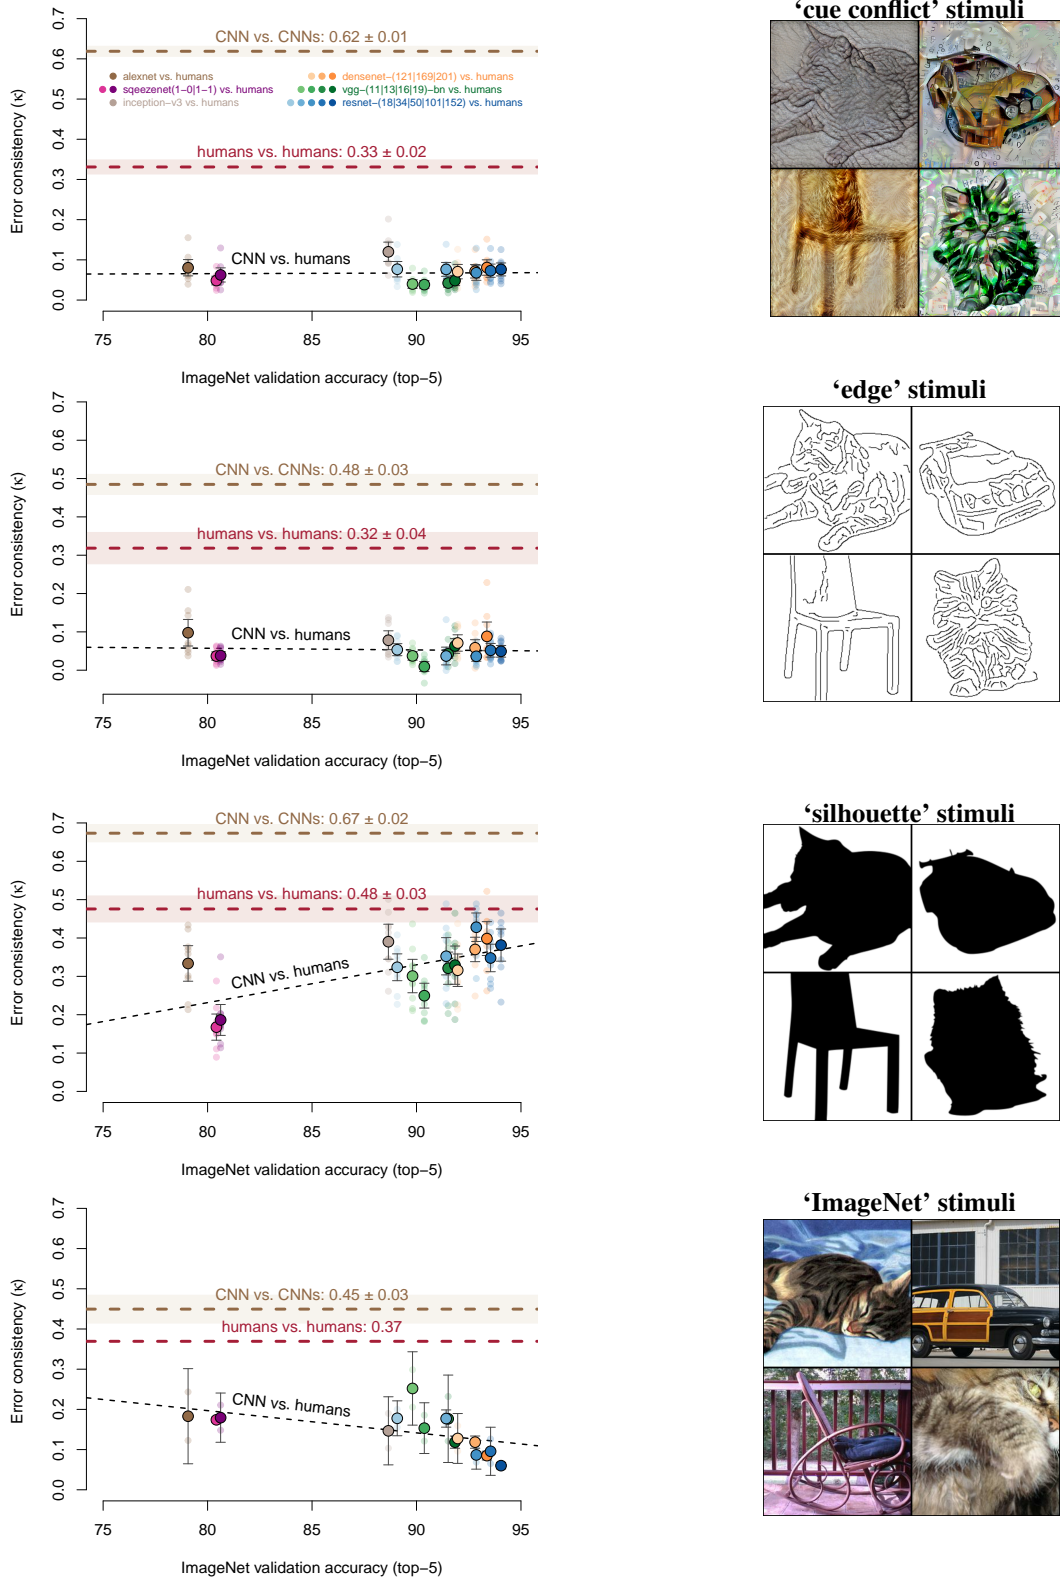 ‘cue conflict’ stimuli
0.0 0.1 0.2 0.3 0.4 0.5 0.6 0.7
Error consistency (κ)
CNN vs. CNNs: 0.62 ± 0.01
alexnet vs. humans
sqeezenet(1−0|1−1) vs. humans
inception−v3 vs. humans
densenet−(121|169|201) vs. humans
vgg−(11|13|16|19)−bn vs. humans
resnet−(18|34|50|101|152) vs. humans
humans vs. humans: 0.33 ± 0.02
CNN vs. humans
75 80 85 90 95
ImageNet validation accuracy (top−5)
‘edge’ stimuli
0.0 0.1 0.2 0.3 0.4 0.5 0.6 0.7
Error consistency (κ)
CNN vs. CNNs: 0.48 ± 0.03
humans vs. humans: 0.32 ± 0.04
CNN vs. humans
75 80 85 90 95
ImageNet validation accuracy (top−5)
‘silhouette’ stimuli
0.0 0.1 0.2 0.3 0.4 0.5 0.6 0.7
Error consistency (κ)
CNN vs. CNNs: 0.67 ± 0.02
humans vs. humans: 0.48 ± 0.03
CNN vs. humans
75 80 85 90 95
ImageNet validation accuracy (top−5)
‘ImageNet’ stimuli
0.0 0.1 0.2 0.3 0.4 0.5 0.6 0.7
Error consistency (κ)
CNN vs. CNNs: 0.45 ± 0.03
humans vs. humans: 0.37
CNN vs. humans
75 80 85 90 95
ImageNet validation accuracy (top−5)